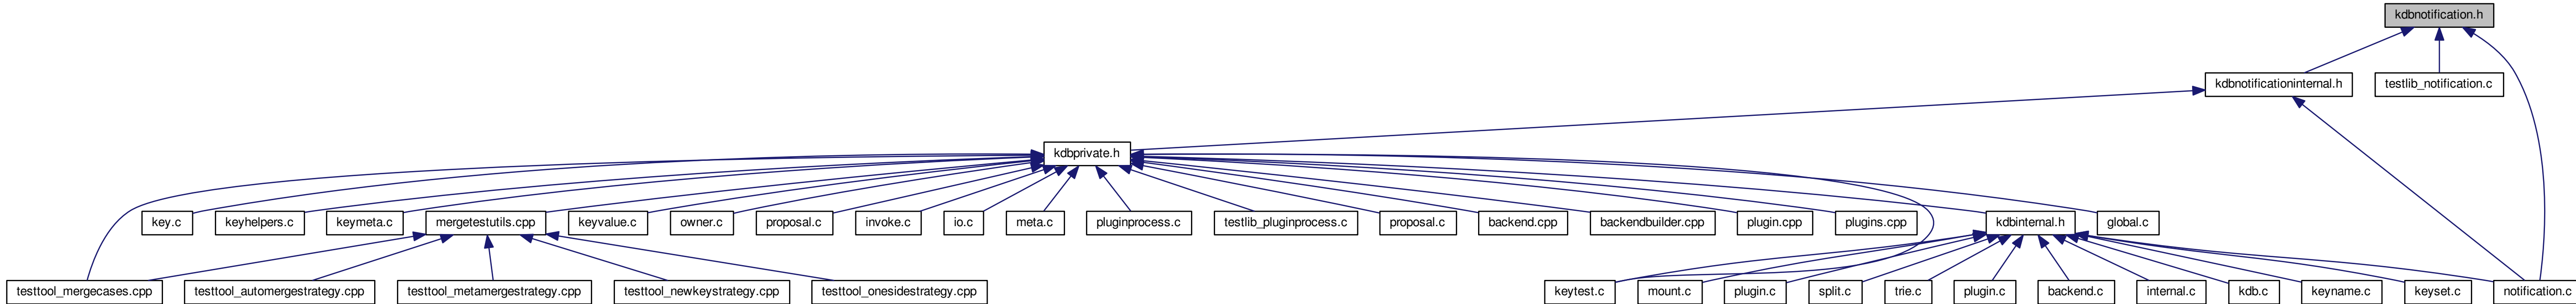 kdbnotification.h
kdbnotificationinternal.h
testlib_notification.c
kdbprivate.h
key.c
keyhelpers.c
keymeta.c
mergetestutils.cpp
keyvalue.c
owner.c
proposal.c
invoke.c
io.c
meta.c
pluginprocess.c
testlib_pluginprocess.c
proposal.c
backend.cpp
backendbuilder.cpp
plugin.cpp
plugins.cpp
kdbinternal.h
global.c
testtool_mergecases.cpp
testtool_automergestrategy.cpp
testtool_metamergestrategy.cpp
testtool_newkeystrategy.cpp
testtool_onesidestrategy.cpp
keytest.c
mount.c
plugin.c
split.c
trie.c
plugin.c
backend.c
internal.c
kdb.c
keyname.c
keyset.c
notification.c